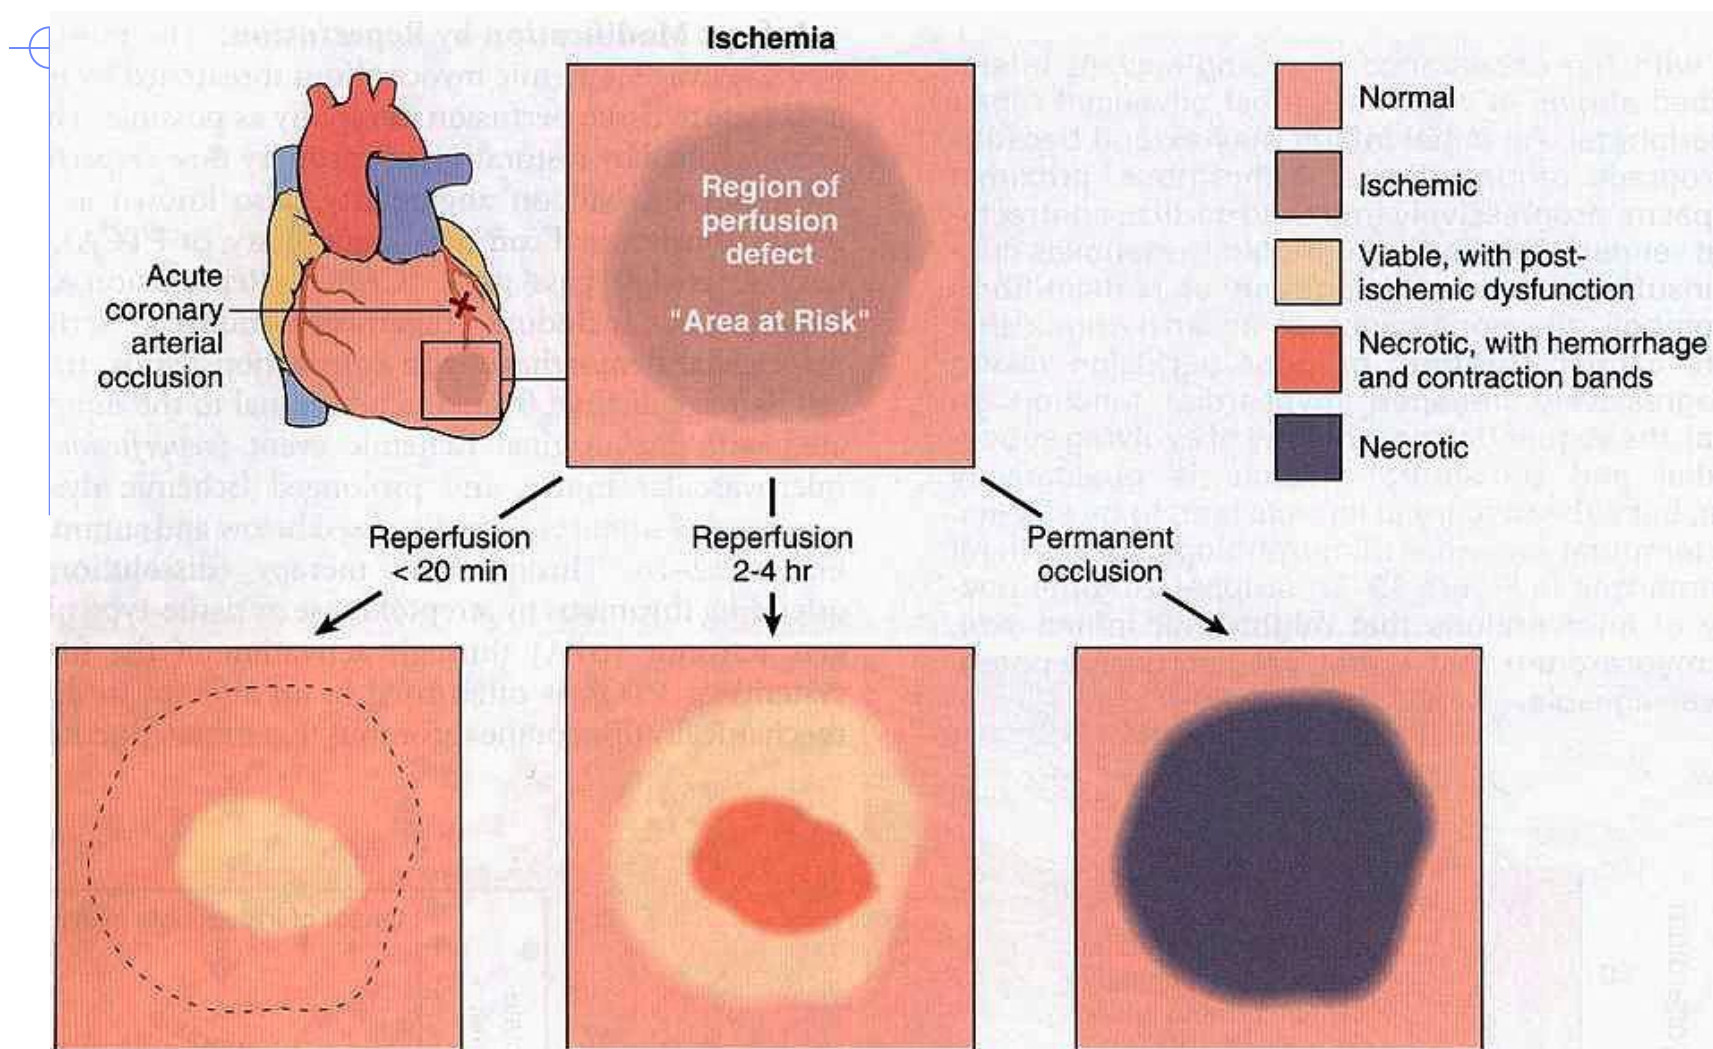 Ischemia
Region of
perfusion
defect
"Area at Risk"
Acute
coronary
arterial
occlusion
Normal
Ischemic
Viable, with post-
ischemic dysfunction
Necrotic, with hemorrhage
and contraction bands
Necrotic
Reperfusion
< 20 min
Reperfusion
2-4 hr
Permanent
occlusion